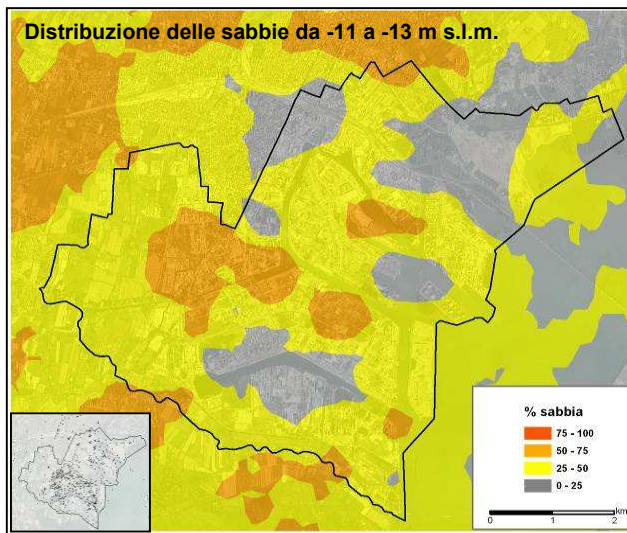 Distribuzione delle sabbie da -11 a -13 m s.l.m.
% sabbia
75 - 100
50 - 75
25 - 50
0 - 25
km
0 1 2